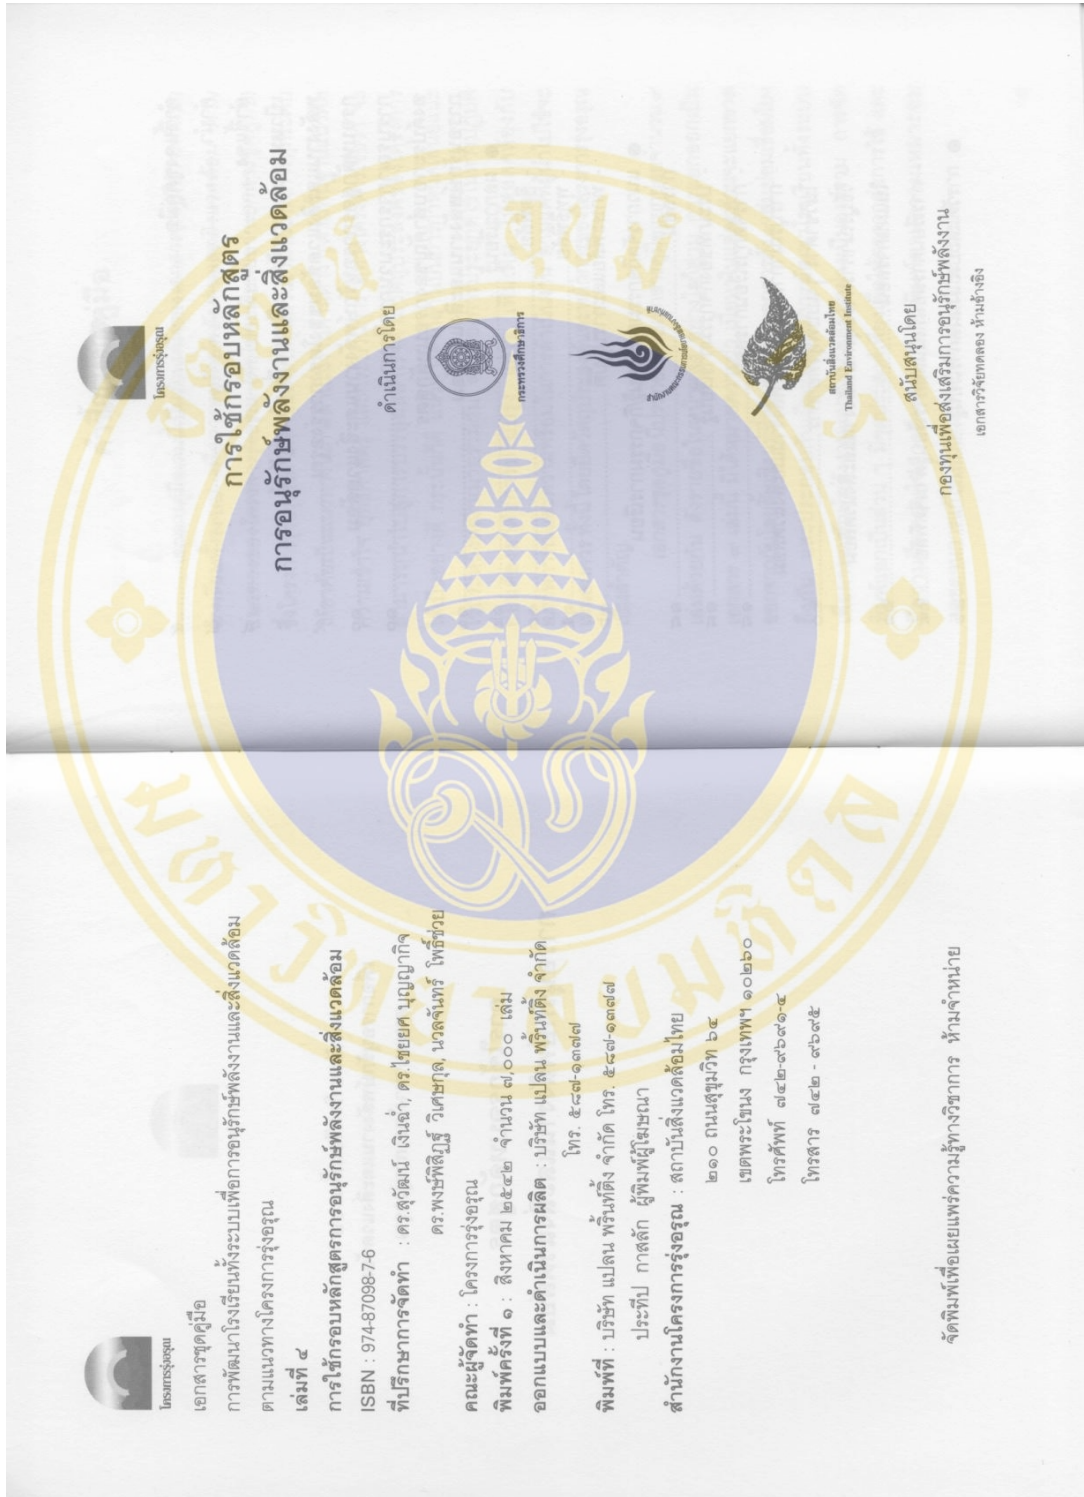 โครงการรุ่งอรุณ
เอกสารชุดคู่มือ
การพัฒนาโรงเรียนทั้งระบบเพื่อการอนุรักษ์พลังงานและสิ่งแวดล้อม
ตามแนวทางโครงการรุ่งอรุณ
เล่มที่ ๔
การใช้กรอบหลักสูตรการอนุรักษ์พลังงานและสิ่งแวดล้อม
ISBN : 974-87098-7-6
ที่ปรึกษาการจัดทำ : ดร.สุวัฒน์ เงินฉ่ำ, ดร.ไชยยศ บุญญากิจ
ดร.พงษ์พิสิฏฐ์ วิเศษกุล, นวลจันทร์ โพธิ์ช่วย
คณะผู้จัดทำ : โครงการรุ่งอรุณ
พิมพ์ครั้งที่ ๑ : สิงหาคม ๒๕๔๒ จำนวน ๗,๐๐๐ เล่ม
ออกแบบและดำเนินการผลิต : บริษัท แปลน พริ้นท์ติ้ง จำกัด
โทร. ๕๘๗-๑๓๗๗
พิมพ์ที่ : บริษัท แปลน พริ้นท์ติ้ง จำกัด โทร. ๕๘๗-๑๓๗๗
ประทีป กาสลัก ผู้พิมพ์ผู้โฆษณา
สำนักงานโครงการรุ่งอรุณ : สถาบันสิ่งแวดล้อมไทย
๒๑๐ ถนนสุขุมวิท ๖๔
เขตพระโขนง กรุงเทพฯ ๑๐๒๖๐
โทรศัพท์ ๗๔๒-๙๖๙๑-๔
โทรสาร ๗๔๒ - ๙๖๙๕
จัดพิมพ์เพื่อเผยแพร่ความรู้ทางวิชาการ ห้ามจำหน่าย
โครงการรุ่งอรุณ
การใช้กรอบหลักสูตร
การอนุรักษ์พลังงานและสิ่งแวดล้อม
ดำเนินการโดย
กระทรวงศึกษาธิการ
สถาบันสิ่งแวดล้อมไทย
Thailand Environment Institute
สนับสนุนโดย
กองทุนเพื่อส่งเสริมการอนุรักษ์พลังงาน
เอกสารวิจัยทดลอง ห้ามอ้างอิง
มหาวิทยาลัยมหิดล